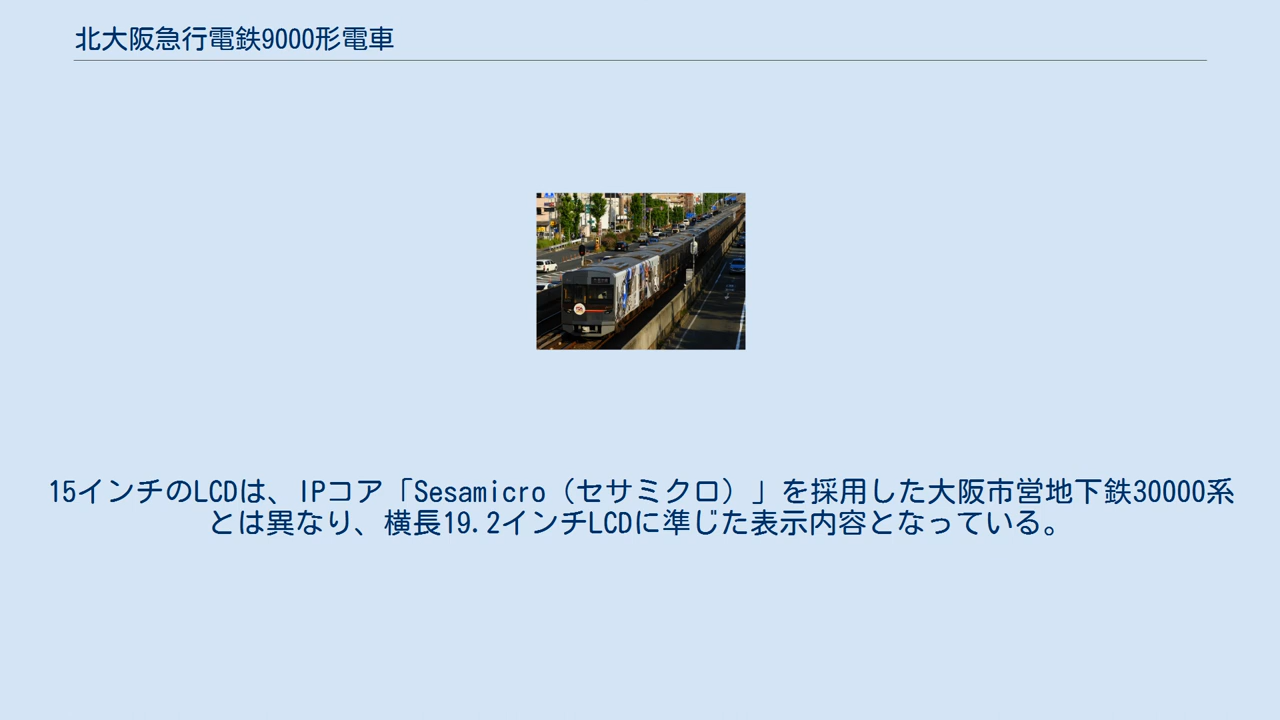 北大阪急行電鉄9000形電車
15インチのLCDは、IPコア「Sesamicro（セサミクロ）」を採用した大阪市営地下鉄30000系
とは異なり、横長19.2インチLCDに準じた表示内容となっている。